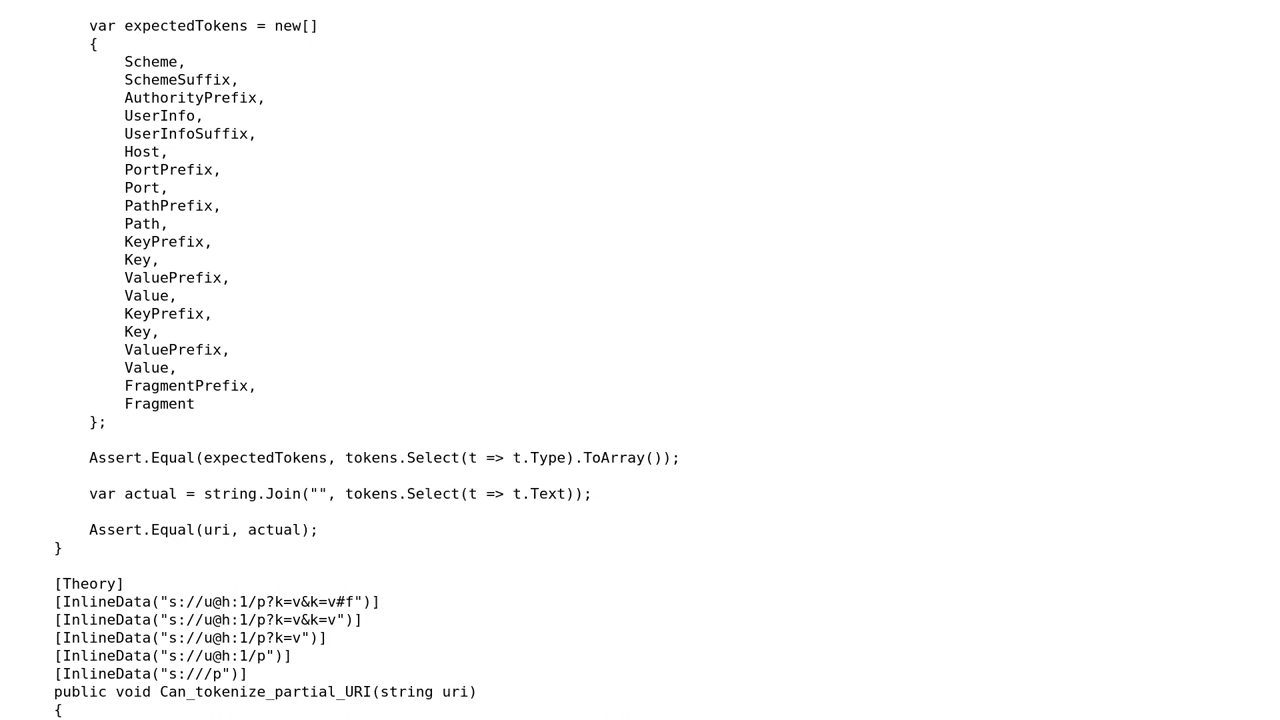 var expectedTokens = new[]
{
Scheme,
SchemeSuffix,
AuthorityPrefix,
UserInfo,
UserInfoSuffix,
Host,
PortPrefix,
Port,
PathPrefix,
Path,
KeyPrefix,
Key,
ValuePrefix,
Value,
KeyPrefix,
Key,
ValuePrefix,
Value,
FragmentPrefix,
Fragment
};
Assert.Equal(expectedTokens, tokens.Select(t => t.Type).ToArray());
var actual = string.Join("", tokens.Select(t => t.Text));
Assert.Equal(uri, actual);
}
[Theory]
[InlineData("s://u@h:1/p?k=v&k=v#f")]
[InlineData("s://u@h:1/p?k=v&k=v")]
[InlineData("s://u@h:1/p?k=v")]
[InlineData("s://u@h:1/p")]
[InlineData("s:///p")]
public void Can_tokenize_partial_URI(string uri)
{